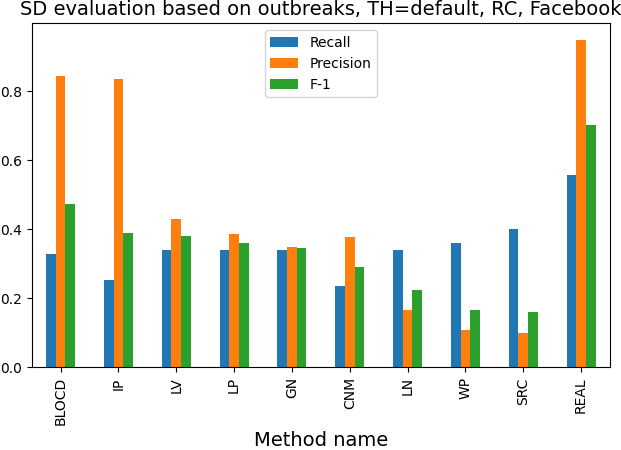 SD evaluation based on outbreaks, TH=default, RC, Facebook
Recall
Precision
F-1
0.8
0.6
0.4
0.2
0.0
BLOCD
IP
LV
LP
GN
CNM
LN
WP
SRC
REAL
Method name